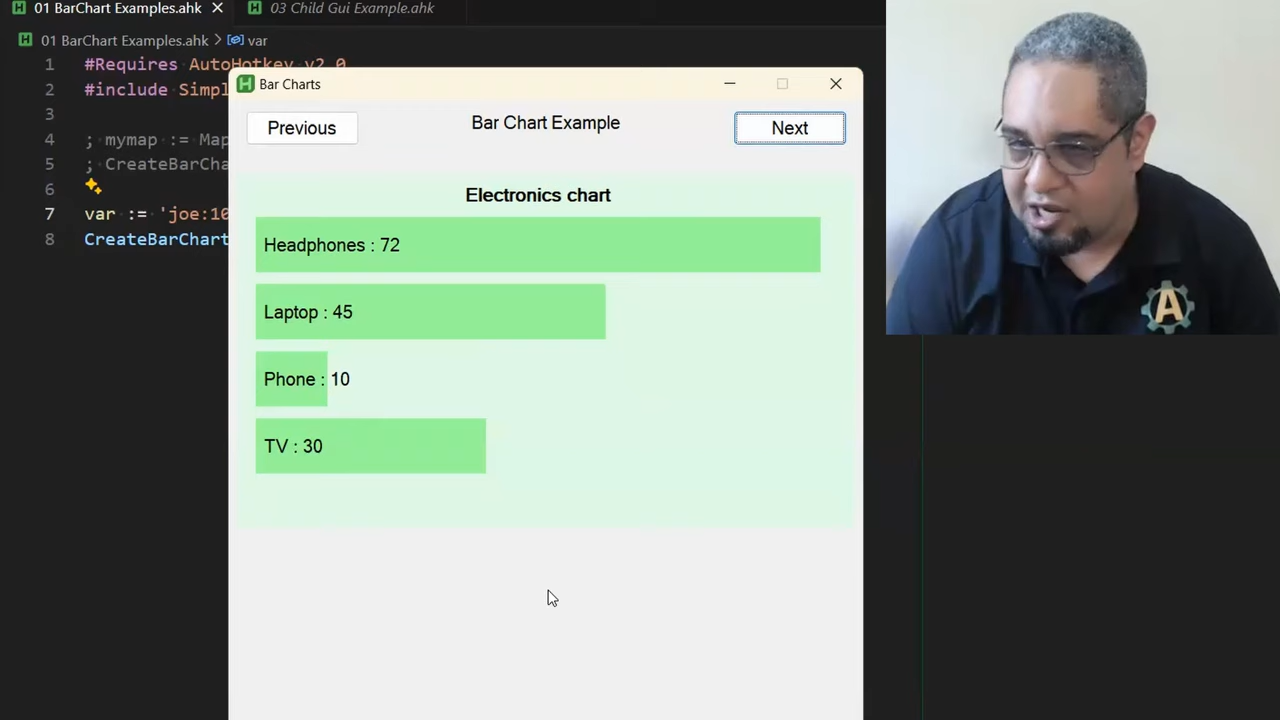 01 BarChart Examples.ahk
03 Child Gui Example.ahk
01 BarChart Examples.ahk > var
1 #Requires AutoHotkey v2.0
2 #include Simpl
3
4 ; mymap := Map
5 ; CreateBarCha
6
7 var := 'joe:10
8 CreateBarChart
Bar Charts
Previous
Bar Chart Example
Next
Electronics chart
Headphones : 72
Laptop : 45
Phone : 10
TV : 30
A